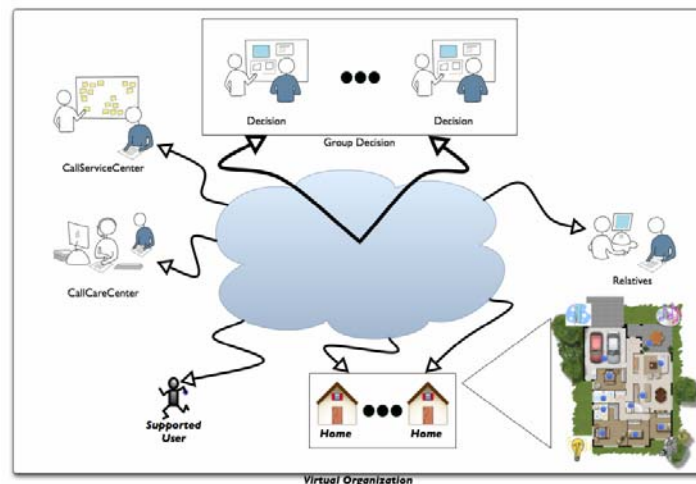 Decision
Decision
Group Decision
CallServiceCenter
CallCareCenter
Relatives
Supported
User
Home
Home
Virtual Organization